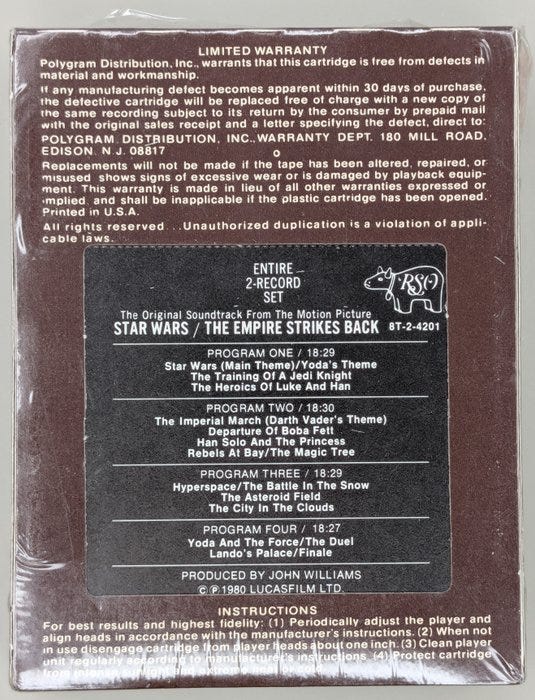 LIMITED WARRANTY
Polygram Distribution, Inc., warrants that this cartridge is free from defects in
material and workmanship.
If any manufacturing defect becomes apparent within 30 days of purchase,
the defective cartridge will be replaced free of charge with a new copy of
the same recording subject to its return by the consumer by prepaid mail
with the original sales receipt and a letter specifying the defect, direct to:
POLYGRAM DISTRIBUTION, INC., WARRANTY DEPT. 180 MILL ROAD,
EDISON, N.J. 08817
Replacements will not be made if the tape has been altered, repaired, or
misused, shows signs of excessive wear or is damaged by playback equip-
ment. This warranty is made in lieu of all other warranties expressed or
implied, and shall be inapplicable if the plastic cartridge has been opened.
Printed in U.S.A.
All rights reserved . . . Unauthorized duplication is a violation of appli-
cable laws.
ENTIRE
2-RECORD
SET
RSO
The Original Soundtrack From The Motion Picture
STAR WARS / THE EMPIRE STRIKES BACK 8T-2-4201
PROGRAM ONE / 18:29
Star Wars (Main Theme)/Yoda's Theme
The Training Of A Jedi Knight
The Heroics Of Luke And Han
PROGRAM TWO / 18:30
The Imperial March (Darth Vader's Theme)
Departure Of Boba Fett
Han Solo And The Princess
Rebels At Bay/The Magic Tree
PROGRAM THREE / 18:29
Hyperspace/The Battle In The Snow
The Asteroid Field
The City In The Clouds
PROGRAM FOUR / 18:27
Yoda And The Force/The Duel
Lando's Palace/Finale
PRODUCED BY JOHN WILLIAMS
© ℗ 1980 LUCASFILM LTD.
INSTRUCTIONS
For best results and highest fidelity: (1) Periodically adjust the player and
align heads in accordance with the manufacturer's instructions. (2) When not
in use disengage cartridge from player heads about one inch. (3) Clean player
unit regularly according to manufacturer's instructions. (4) Protect cartridge
from intense sunlight and extreme heat or cold.